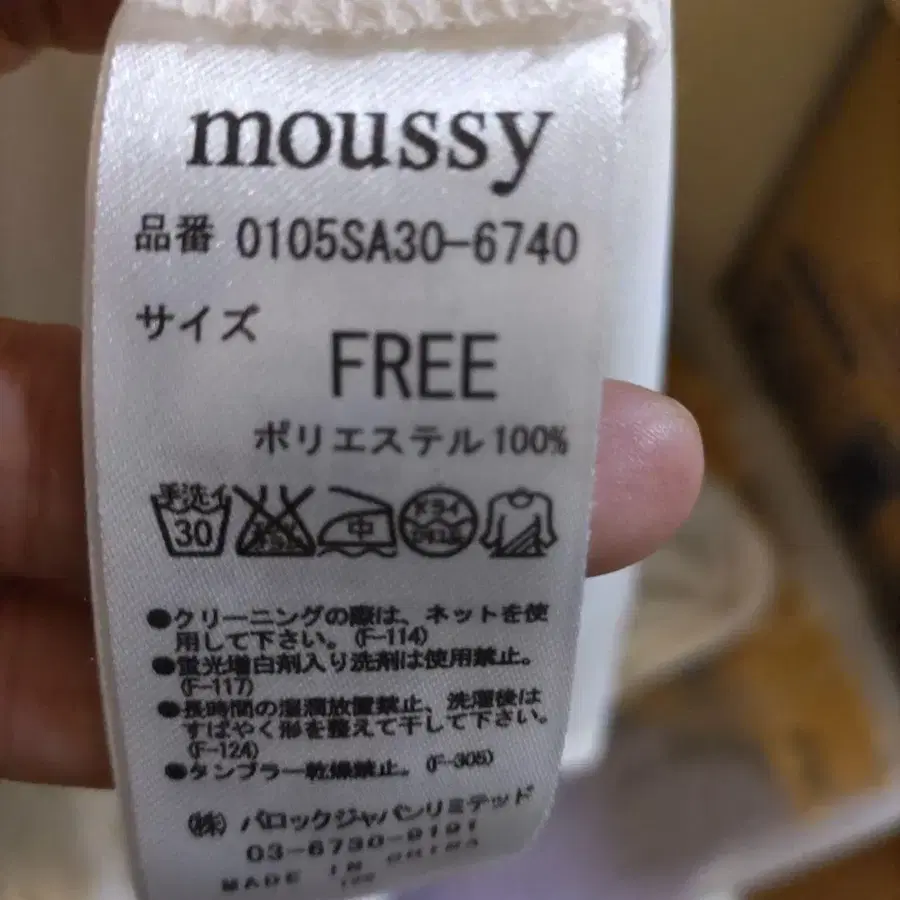 moussy
品番 0105SA30-6740
サイズ
FREE
ポリエステル 100%
手洗イ
30
中
ドライ
●クリーニングの際は、ネットを使
用して下さい。(F-114)
●蛍光増白剤入り洗剤は使用禁止。
(F-117)
●長時間の湿潤放置禁止、洗濯後は
すばやく形を整えて干して下さい。
(F-124)
●タンブラー乾燥禁止。(F-305)
㈱ バロックジャパンリミテッド
03-6730-9191
MADE IN CHINA